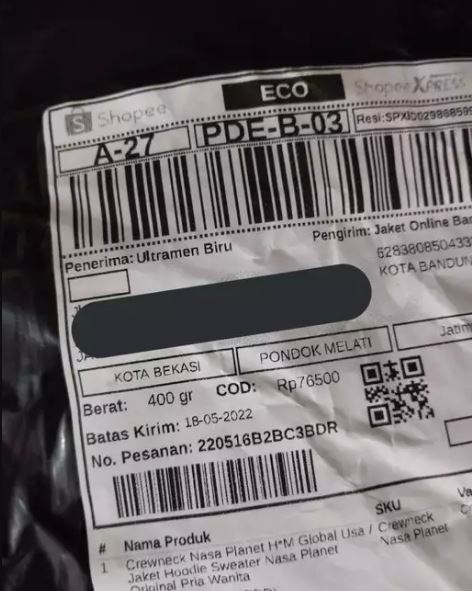 Shopee
ECO
Shopee XPRESS
A-27
PDE-B-03
Penerima: Ultramen Biru
Pengirim: Jaket Online
KOTA BANDUN
KOTA BEKASI
PONDOK MELATI
Berat: 400 gr COD: Rp76500
Batas Kirim: 18-05-2022
No. Pesanan: 220516B2BC3BDR
# Nama Produk SKU
1 Crewneck Nasa Planet H*M Global Usa / Crewneck
Jaket Hoodie Sweater Nasa Planet Nasa Planet
Original Pria Wanita